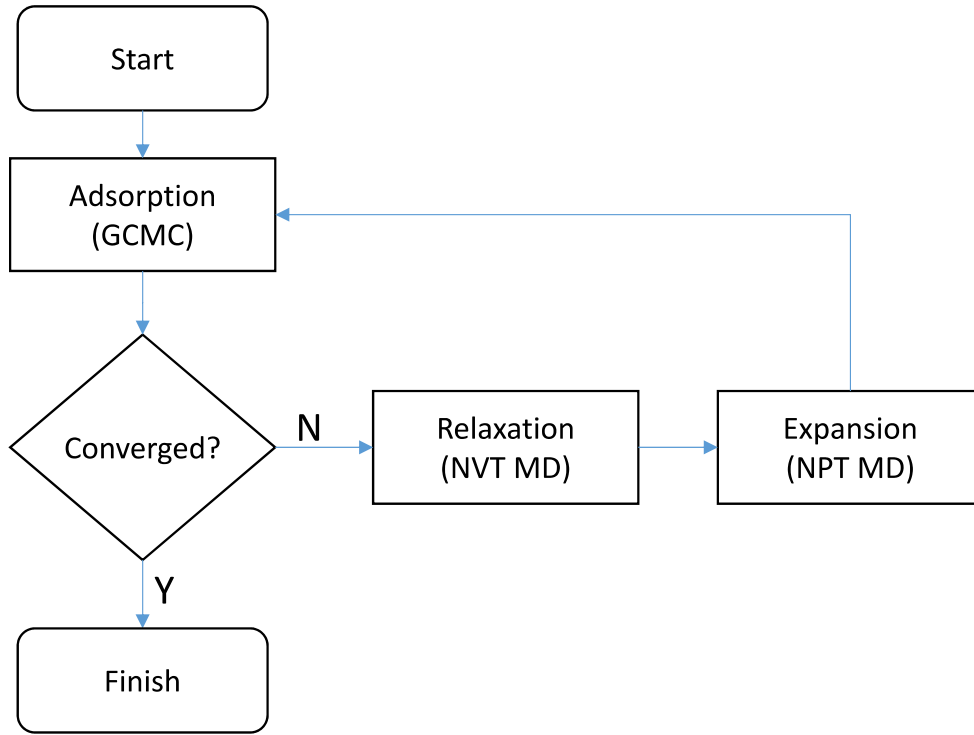 Start
Adsorption
(GCMC)
Converged?
N
Relaxation
(NVT MD)
Expansion
(NPT MD)
Y
Finish